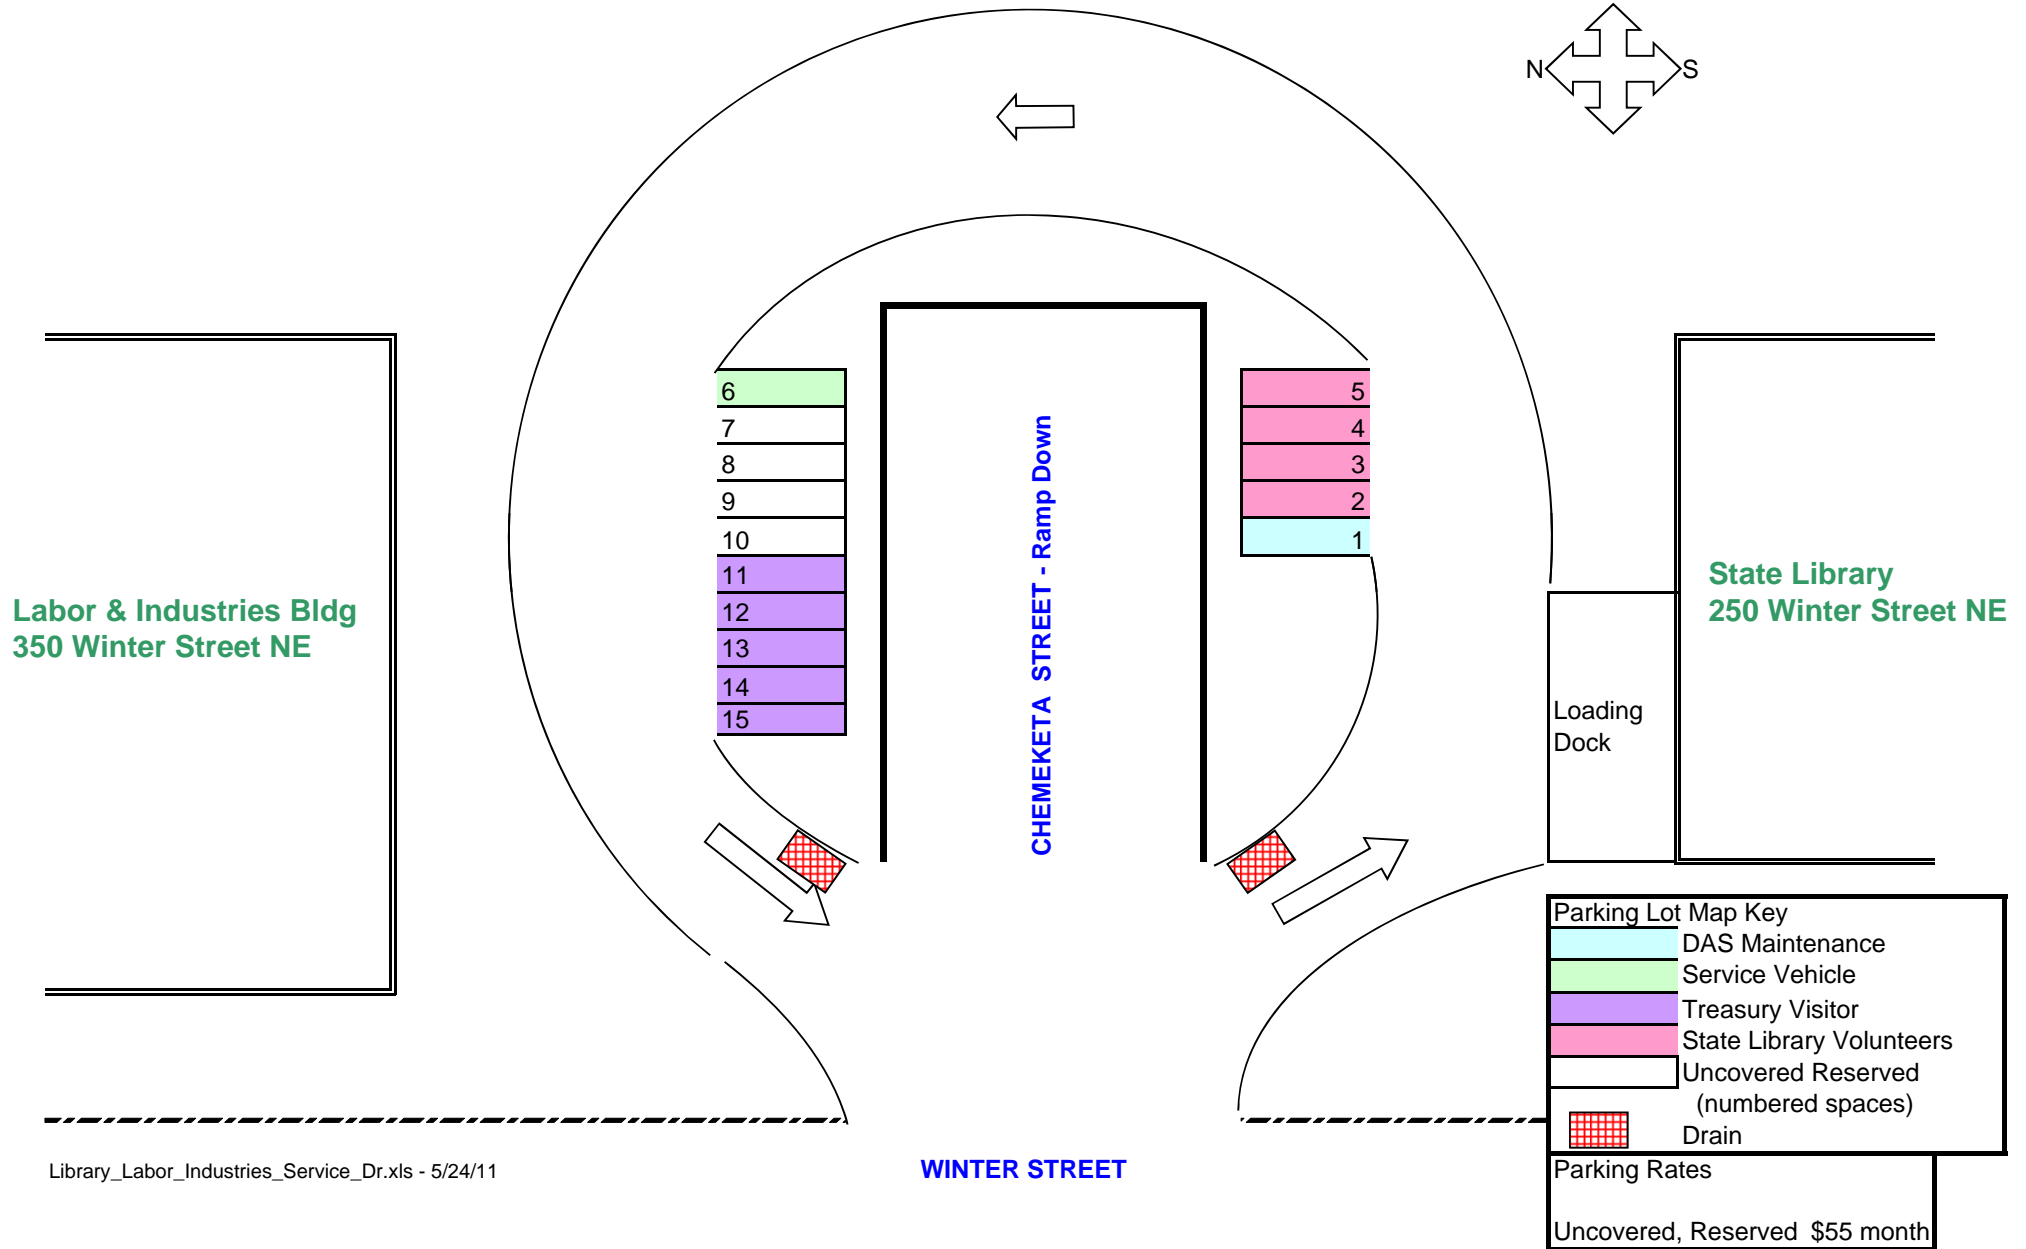 N
S
6
7
8
9
10
11
12
13
14
15
CHEMEKETA STREET - Ramp Down
5
4
3
2
1
Labor & Industries Bldg
350 Winter Street NE
State Library
250 Winter Street NE
Loading
Dock
Parking Lot Map Key
DAS Maintenance
Service Vehicle
Treasury Visitor
State Library Volunteers
Uncovered Reserved
(numbered spaces)
Drain
Library_Labor_Industries_Service_Dr.xls - 5/24/11
WINTER STREET
Parking Rates
Uncovered, Reserved $55 month